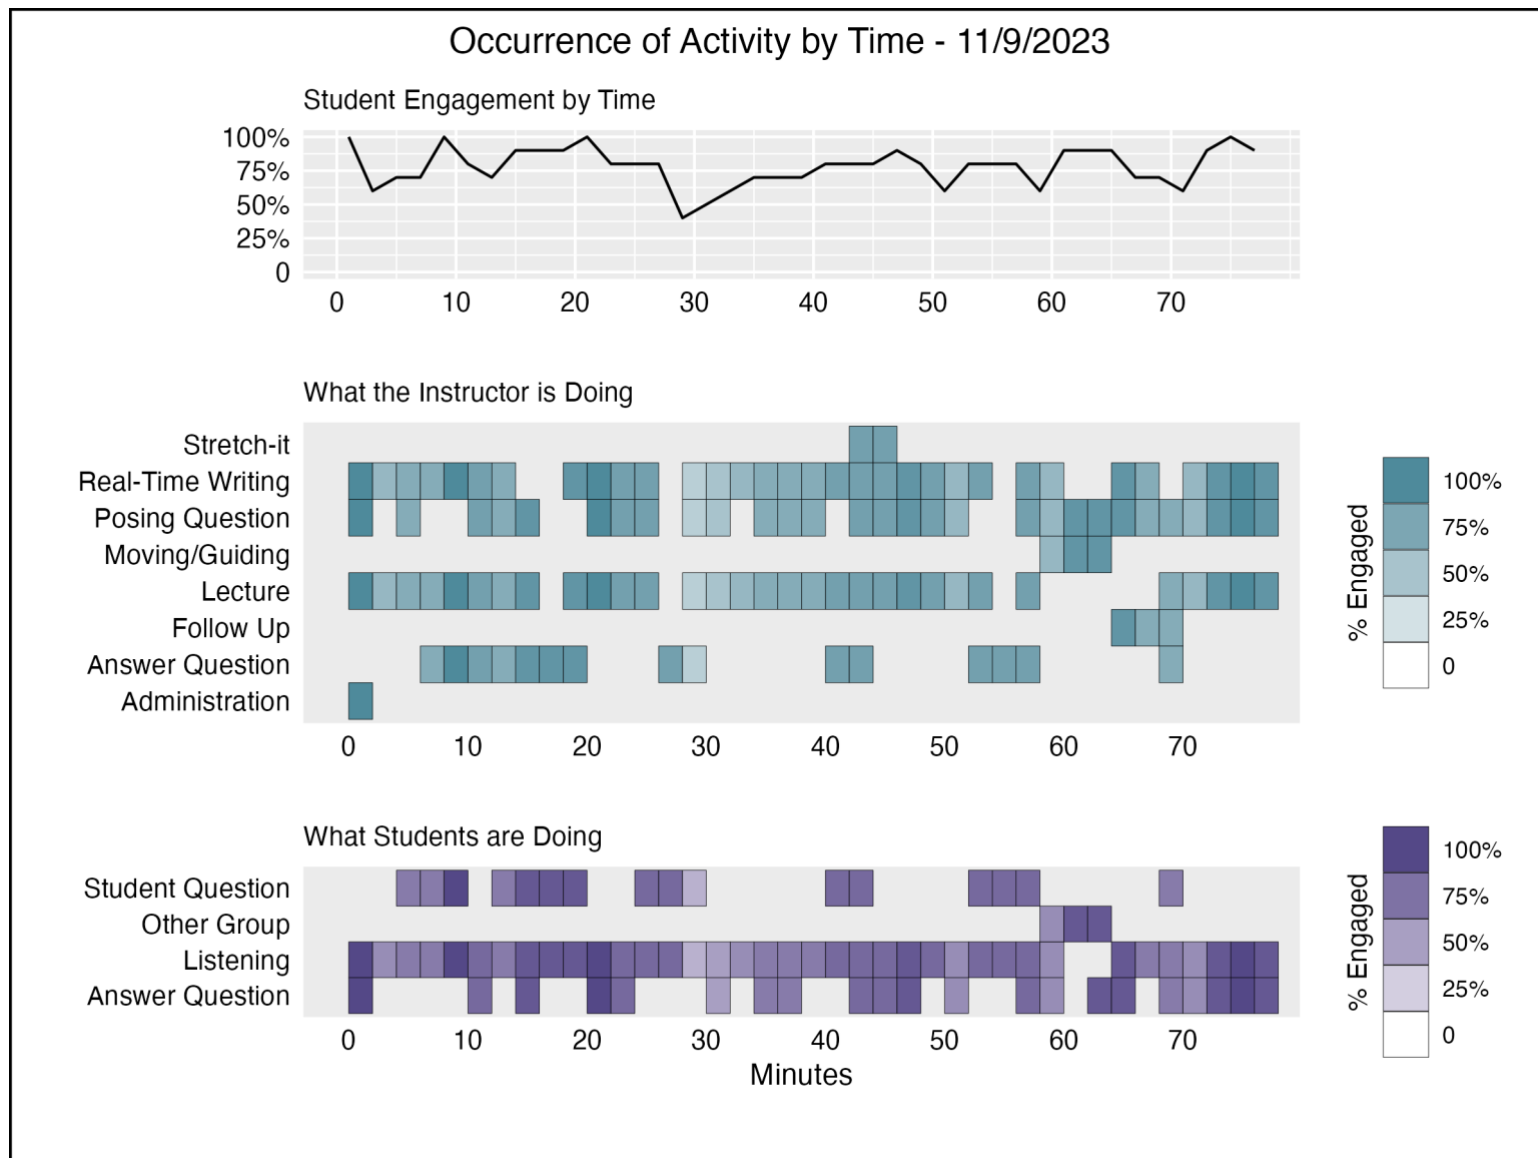 Occurrence of Activity by Time - 11/9/2023
Student Engagement by Time
100%
75%
50%
25%
0
0 10 20 30 40 50 60 70
What the Instructor is Doing
Stretch-it
Real-Time Writing
Posing Question
Moving/Guiding
Lecture
Follow Up
Answer Question
Administration
0 10 20 30 40 50 60 70
% Engaged
100%
75%
50%
25%
0
What Students are Doing
Student Question
Other Group
Listening
Answer Question
0 10 20 30 40 50 60 70
Minutes
% Engaged
100%
75%
50%
25%
0